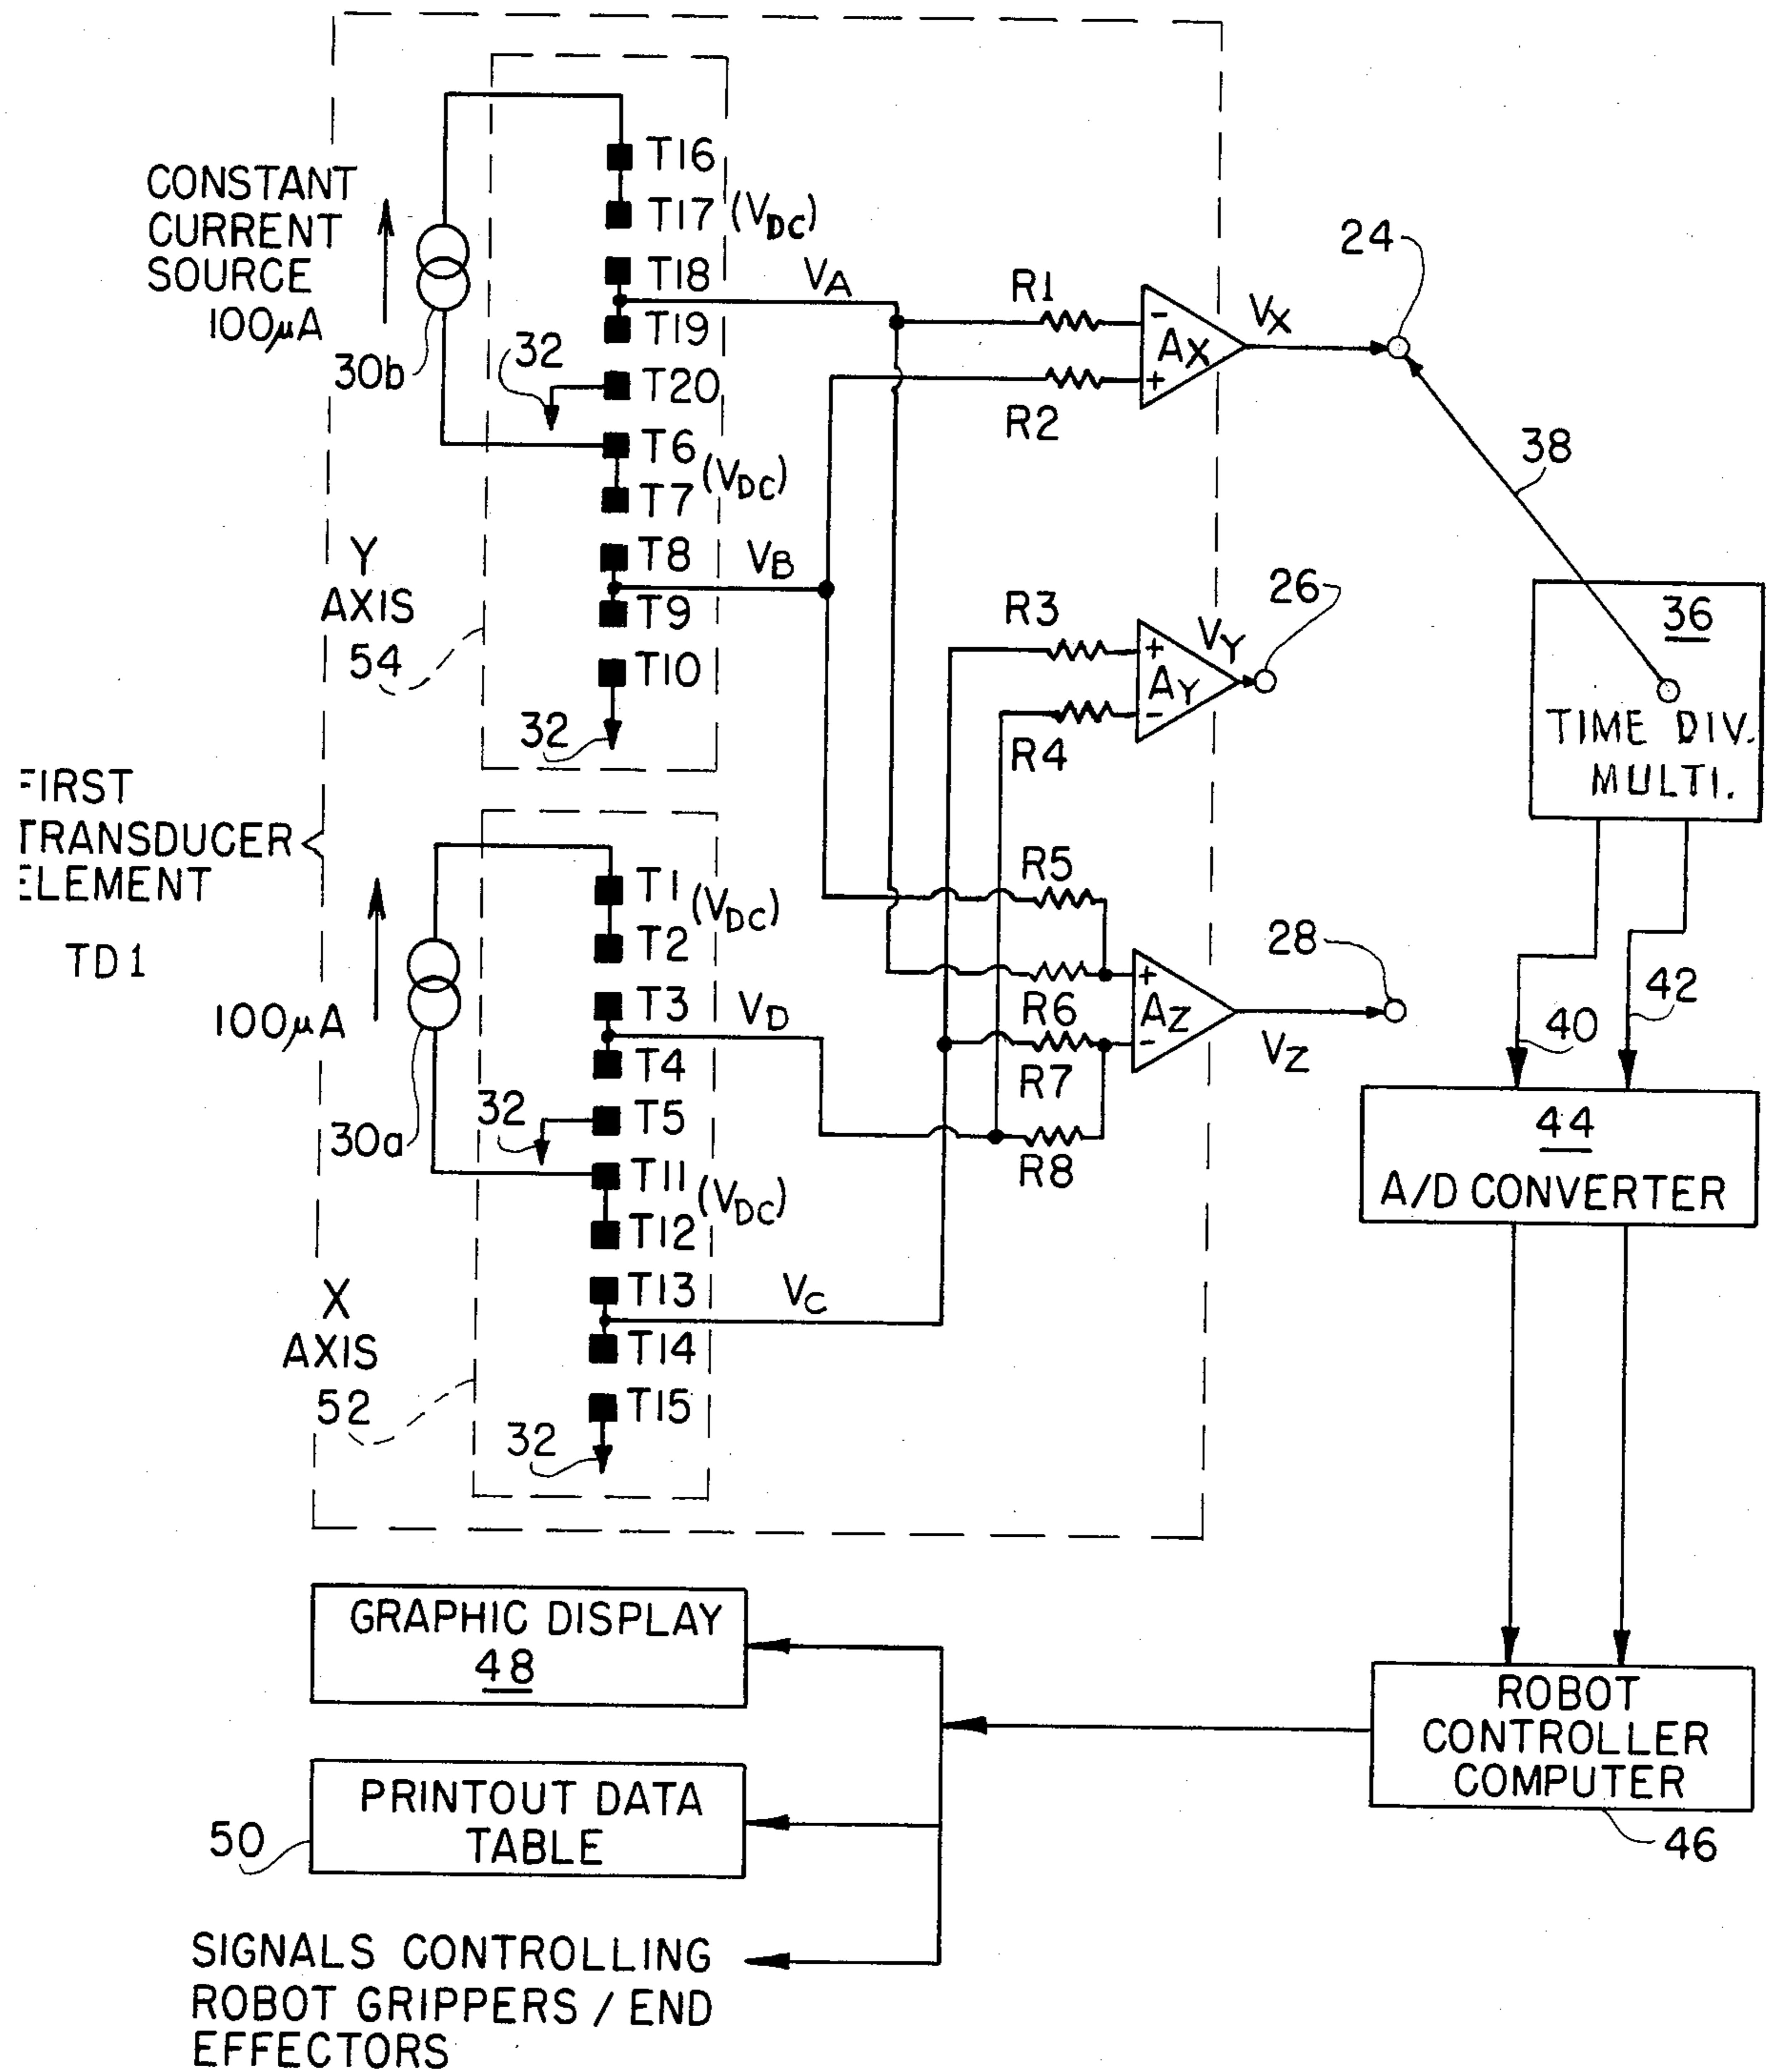 CONSTANT
CURRENT
SOURCE
100μA
30b
T16
T17 (VDC)
T18
T19
32
T20
T6
(VDC)
T7
T8
T9
T10
32
Y
AXIS
54
VA
VB
R1
R2
AX
-
+
VX
24
38
R3
R4
AY
+
-
VY
26
36
TIME DIV.
MULTI.
FIRST
TRANSDUCER
ELEMENT
TD1
100μA
30a
T1
(VDC)
T2
T3
T4
32
T5
T11
(VDC)
T12
T13
T14
T15
32
X
AXIS
52
VD
VC
R5
R6
R7
R8
AZ
+
-
VZ
28
40
42
44
A/D CONVERTER
GRAPHIC DISPLAY
48
PRINTOUT DATA
TABLE
50
ROBOT
CONTROLLER
COMPUTER
46
SIGNALS CONTROLLING
ROBOT GRIPPERS / END
EFFECTORS